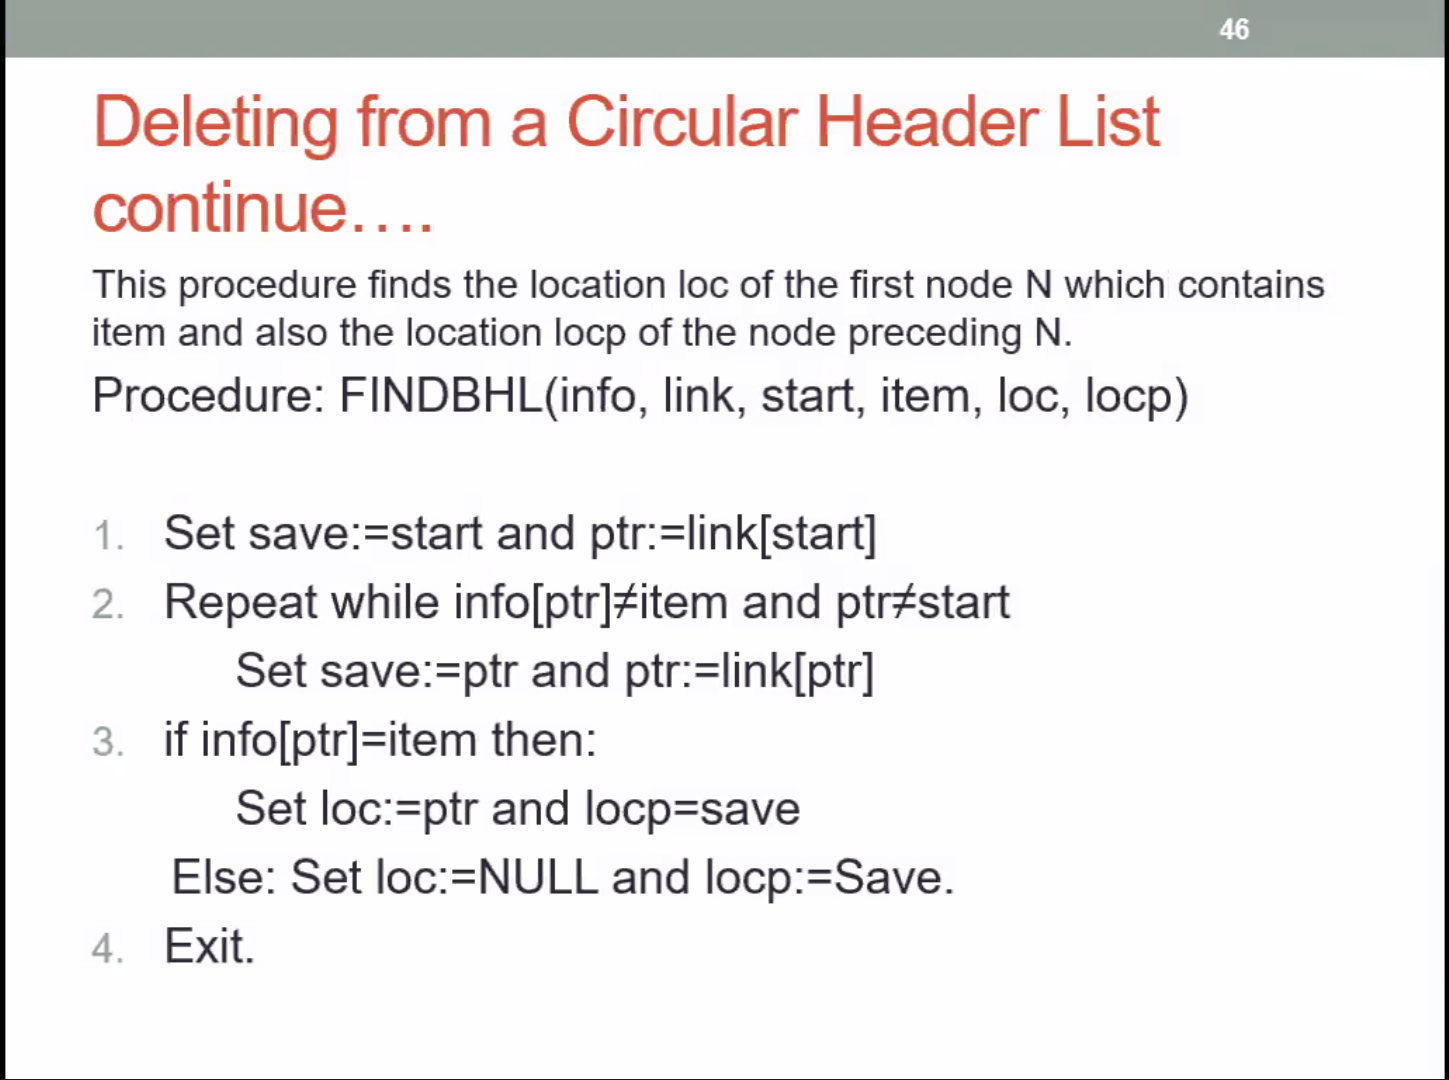 46
Deleting from a Circular Header List
continue….
This procedure finds the location loc of the first node N which contains
item and also the location locp of the node preceding N.
Procedure: FINDBHL(info, link, start, item, loc, locp)
1. Set save:=start and ptr:=link[start]
2. Repeat while info[ptr]≠item and ptr≠start
Set save:=ptr and ptr:=link[ptr]
3. if info[ptr]=item then:
Set loc:=ptr and locp=save
Else: Set loc:=NULL and locp:=Save.
4. Exit.